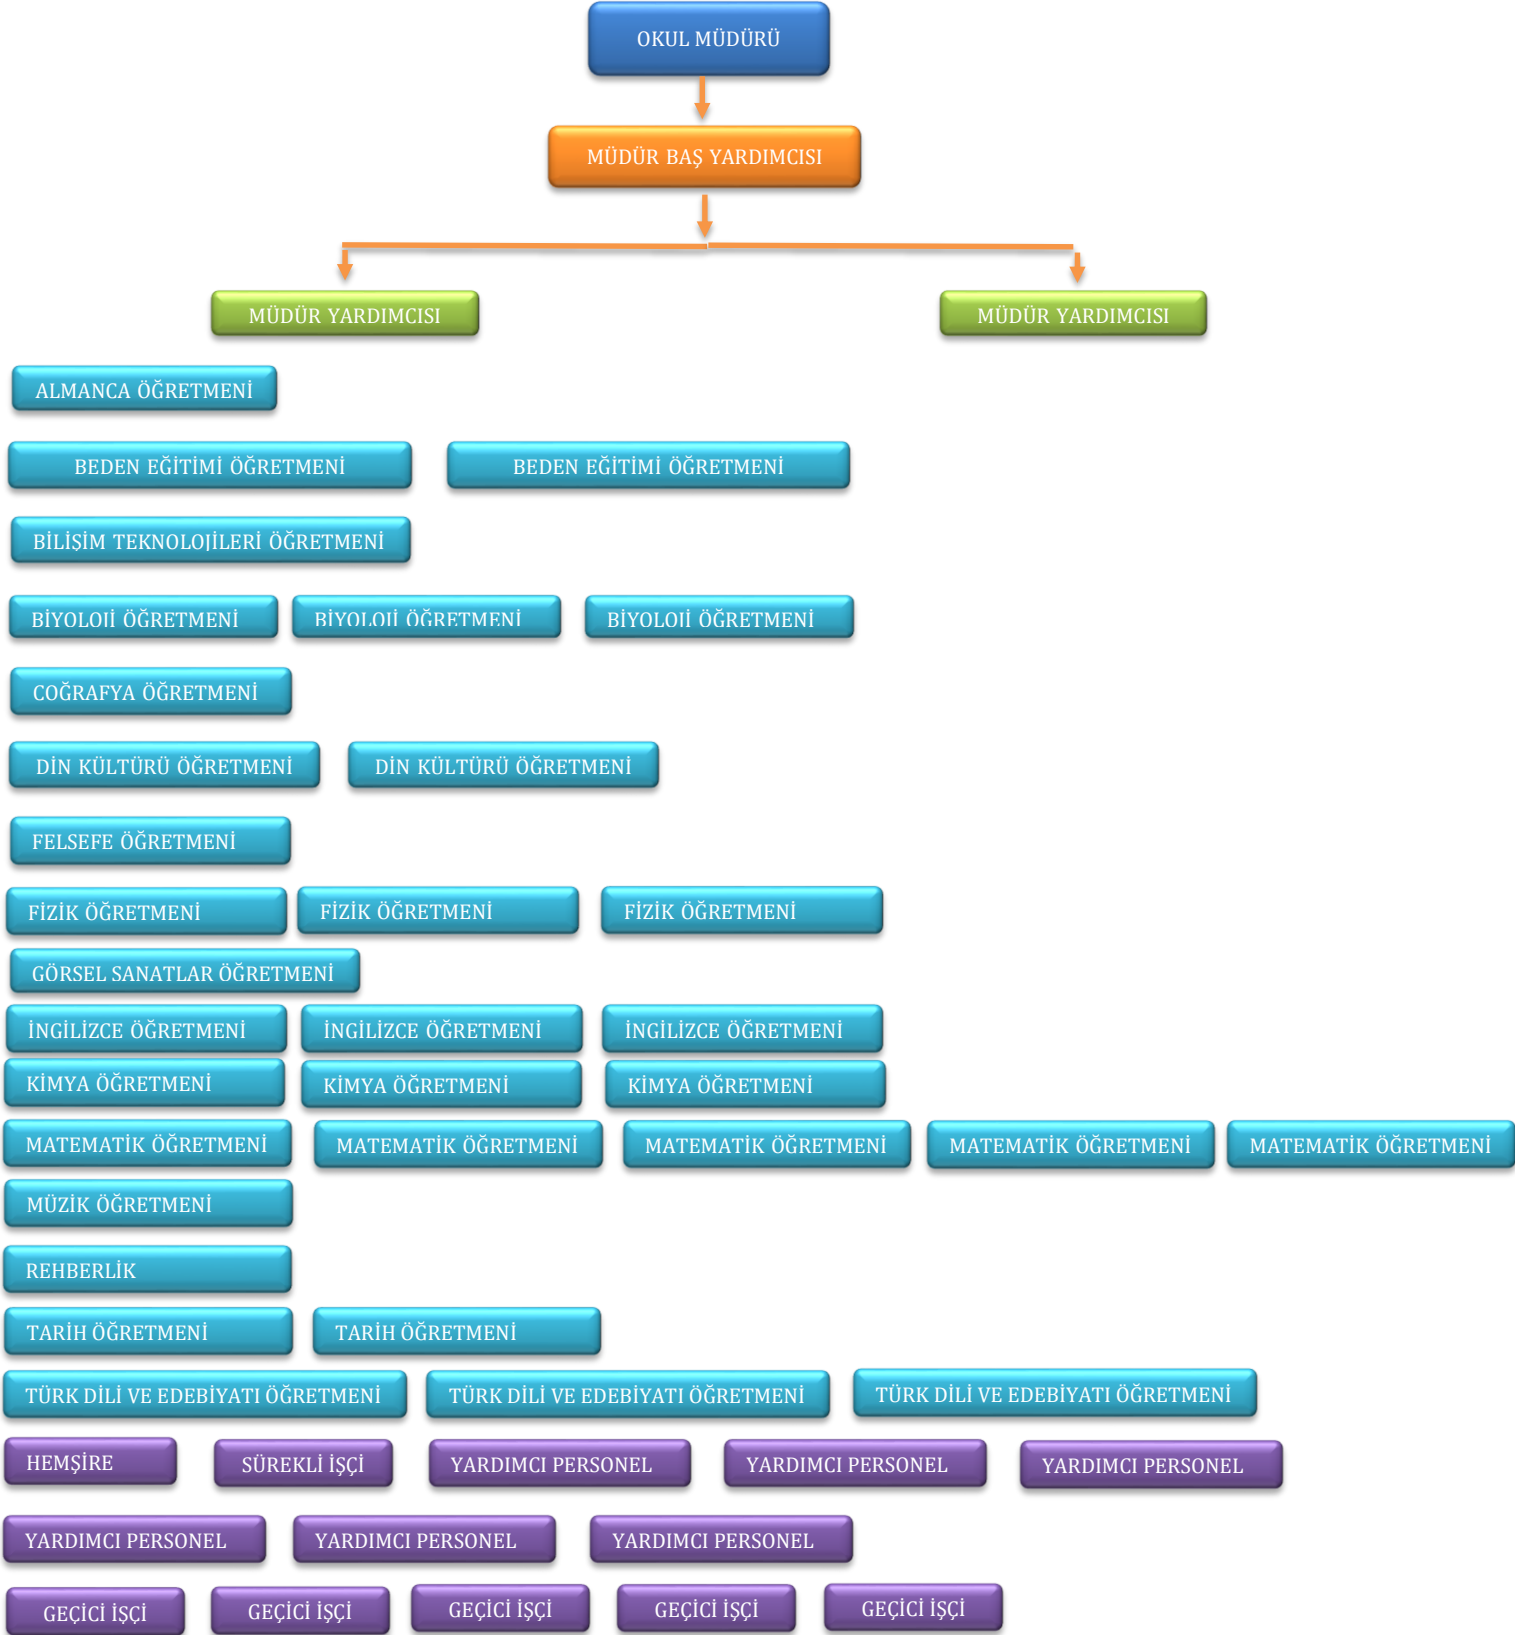 OKUL MÜDÜRÜ
MÜDÜR BAŞ YARDIMCISI
MÜDÜR YARDIMCISI
MÜDÜR YARDIMCISI
ALMANCA ÖĞRETMENİ
BEDEN EĞİTİMİ ÖĞRETMENİ
BEDEN EĞİTİMİ ÖĞRETMENİ
BİLİŞİM TEKNOLOJİLERİ ÖĞRETMENİ
BİYOLOJİ ÖĞRETMENİ
BİYOLOJİ ÖĞRETMENİ
BİYOLOJİ ÖĞRETMENİ
COĞRAFYA ÖĞRETMENİ
DİN KÜLTÜRÜ ÖĞRETMENİ
DİN KÜLTÜRÜ ÖĞRETMENİ
FELSEFE ÖĞRETMENİ
FİZİK ÖĞRETMENİ
FİZİK ÖĞRETMENİ
FİZİK ÖĞRETMENİ
GÖRSEL SANATLAR ÖĞRETMENİ
İNGİLİZCE ÖĞRETMENİ
İNGİLİZCE ÖĞRETMENİ
İNGİLİZCE ÖĞRETMENİ
KİMYA ÖĞRETMENİ
KİMYA ÖĞRETMENİ
KİMYA ÖĞRETMENİ
MATEMATİK ÖĞRETMENİ
MATEMATİK ÖĞRETMENİ
MATEMATİK ÖĞRETMENİ
MATEMATİK ÖĞRETMENİ
MATEMATİK ÖĞRETMENİ
MÜZİK ÖĞRETMENİ
REHBERLİK
TARİH ÖĞRETMENİ
TARİH ÖĞRETMENİ
TÜRK DİLİ VE EDEBİYATI ÖĞRETMENİ
TÜRK DİLİ VE EDEBİYATI ÖĞRETMENİ
TÜRK DİLİ VE EDEBİYATI ÖĞRETMENİ
HEMŞİRE
SÜREKLİ İŞÇİ
YARDIMCI PERSONEL
YARDIMCI PERSONEL
YARDIMCI PERSONEL
YARDIMCI PERSONEL
YARDIMCI PERSONEL
YARDIMCI PERSONEL
GEÇİCİ İŞÇİ
GEÇİCİ İŞÇİ
GEÇİCİ İŞÇİ
GEÇİCİ İŞÇİ
GEÇİCİ İŞÇİ